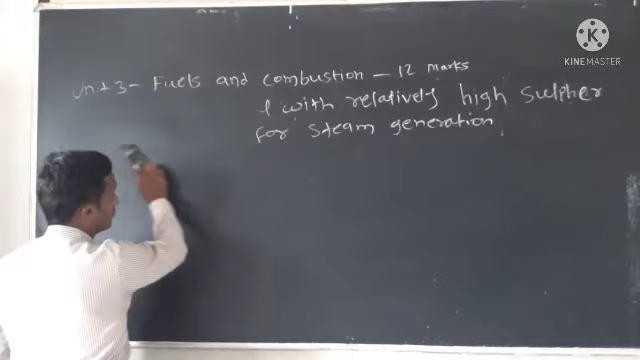 Unit 3 - Fuels and combustion - 12 marks
& with relatively high Sulpher
for steam generation.
KINEMASTER